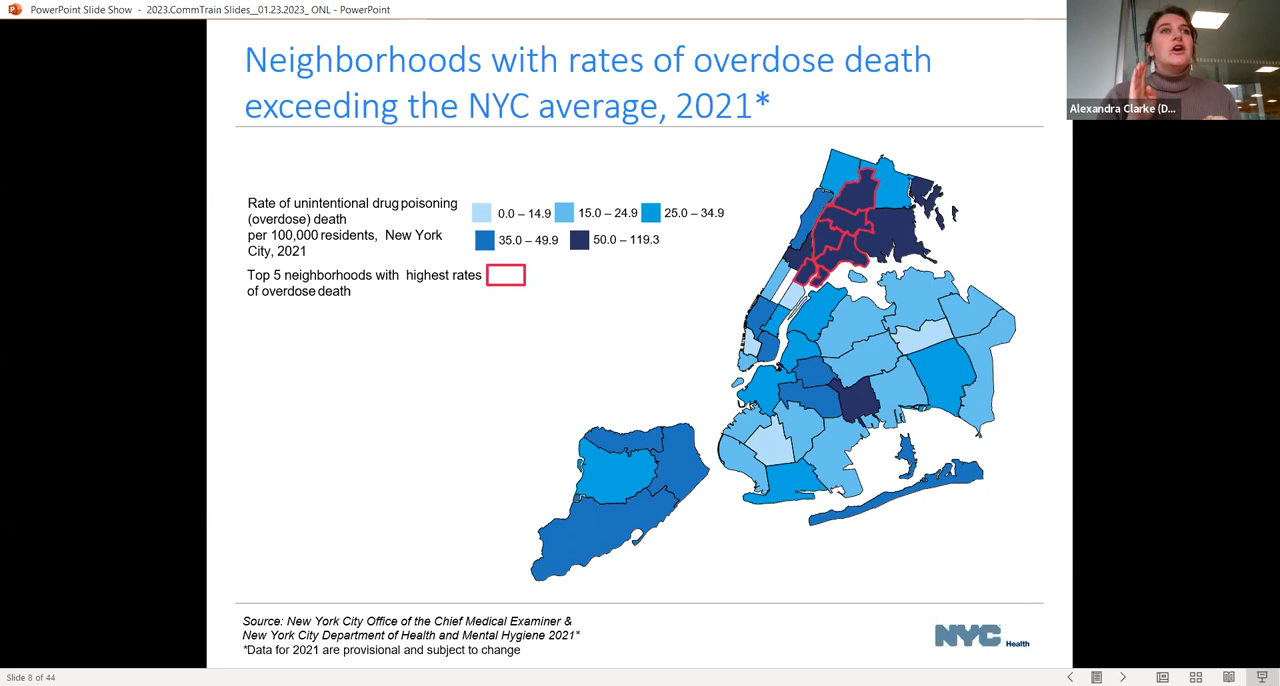 PowerPoint Slide Show - 2023.CommTrain Slides__01.23.2023_ ONL - PowerPoint
Alexandra Clarke (D...
Neighborhoods with rates of overdose death
exceeding the NYC average, 2021*
Rate of unintentional drug poisoning
(overdose) death
per 100,000 residents, New York
City, 2021
0.0 – 14.9
15.0 – 24.9
25.0 – 34.9
35.0 – 49.9
50.0 – 119.3
Top 5 neighborhoods with highest rates
of overdose death
Source: New York City Office of the Chief Medical Examiner &
New York City Department of Health and Mental Hygiene 2021*
*Data for 2021 are provisional and subject to change
NYC Health
Slide 8 of 44